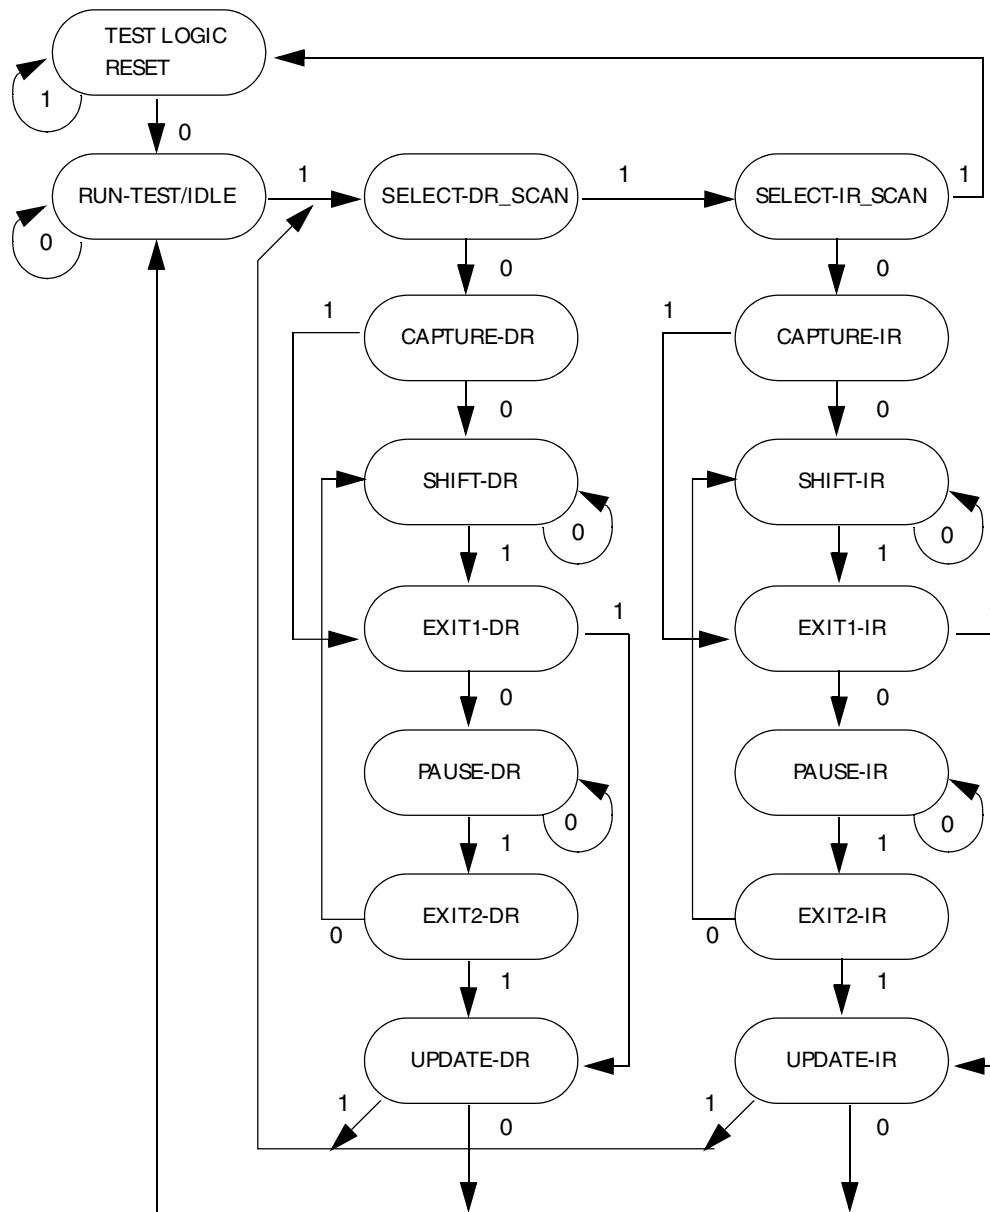 TEST LOGIC
RESET
1
0
RUN-TEST/IDLE
1
SELECT-DR_SCAN
1
SELECT-IR_SCAN
1
0
0
0
1
CAPTURE-DR
1
CAPTURE-IR
0
0
SHIFT-DR
SHIFT-IR
0
0
1
1
EXIT1-DR
1
EXIT1-IR
0
0
PAUSE-DR
PAUSE-IR
0
0
1
1
EXIT2-DR
EXIT2-IR
0
0
1
1
UPDATE-DR
UPDATE-IR
1
0
1
0